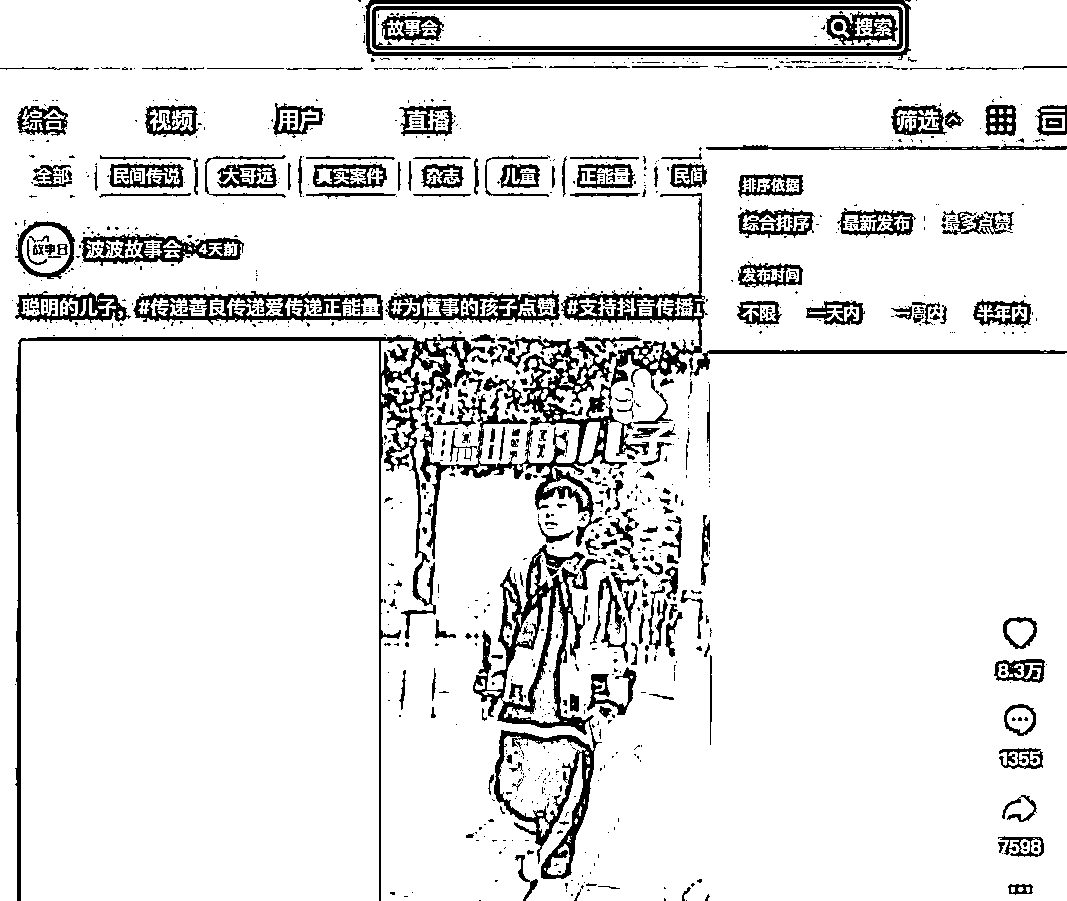 故事会 搜索
综合 视频 用户 直播 筛选
全部 民间传说 大哥远 真实案件 杂志 儿童 正能量 民间
排序依据
综合排序 最新发布 最多点赞
发布时间
不限 一天内 一周内 半年内
波波故事会 · 4天前
聪明的儿子, #传递善良传递爱传递正能量 #为懂事的孩子点赞 #支持抖音传播
聪明的儿子
8.3万
1355
7598